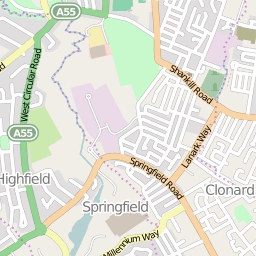 A55
West Circular Road
Shankill Road
A55
Lanark Way
Springfield Road
Highfield
Clonard
Springfield
Millennium Way